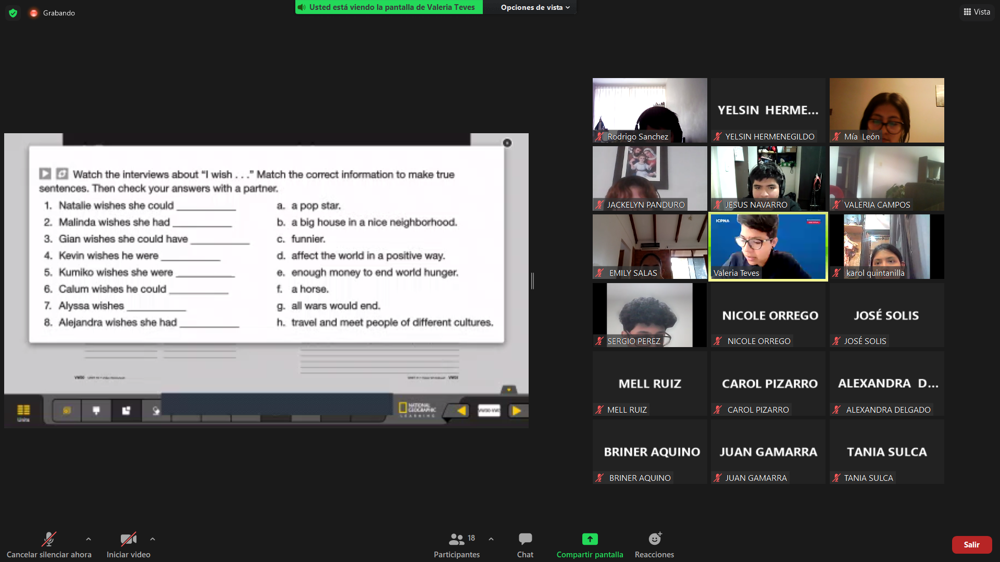 Grabando
Usted está viendo la pantalla de Valeria Teves
Opciones de vista
Vista
Watch the interviews about “I wish . . .” Match the correct information to make true
sentences. Then check your answers with a partner.
1. Natalie wishes she could ___________
2. Malinda wishes she had ___________
3. Gian wishes she could have ___________
4. Kevin wishes he were ___________
5. Kumiko wishes she were ___________
6. Calum wishes he could ___________
7. Alyssa wishes ___________
8. Alejandra wishes she had ___________
a. a pop star.
b. a big house in a nice neighborhood.
c. funnier.
d. affect the world in a positive way.
e. enough money to end world hunger.
f. a horse.
g. all wars would end.
h. travel and meet people of different cultures.
Units
NATIONAL
GEOGRAPHIC
LEARNING
Rodrigo Sanchez
YELSIN HERME...
YELSIN HERMENEGILDO
Mía León
JACKELYN PANDURO
JESUS NAVARRO
VALERIA CAMPOS
EMILY SALAS
ICPNA
Valeria Teves
karol quintanilla
SERGIO PEREZ
NICOLE ORREGO
NICOLE ORREGO
JOSÉ SOLIS
JOSÉ SOLIS
MELL RUIZ
MELL RUIZ
CAROL PIZARRO
CAROL PIZARRO
ALEXANDRA D...
ALEXANDRA DELGADO
BRINER AQUINO
BRINER AQUINO
JUAN GAMARRA
JUAN GAMARRA
TANIA SULCA
TANIA SULCA
Cancelar silenciar ahora
Iniciar video
18
Participantes
Chat
Compartir pantalla
Reacciones
Salir